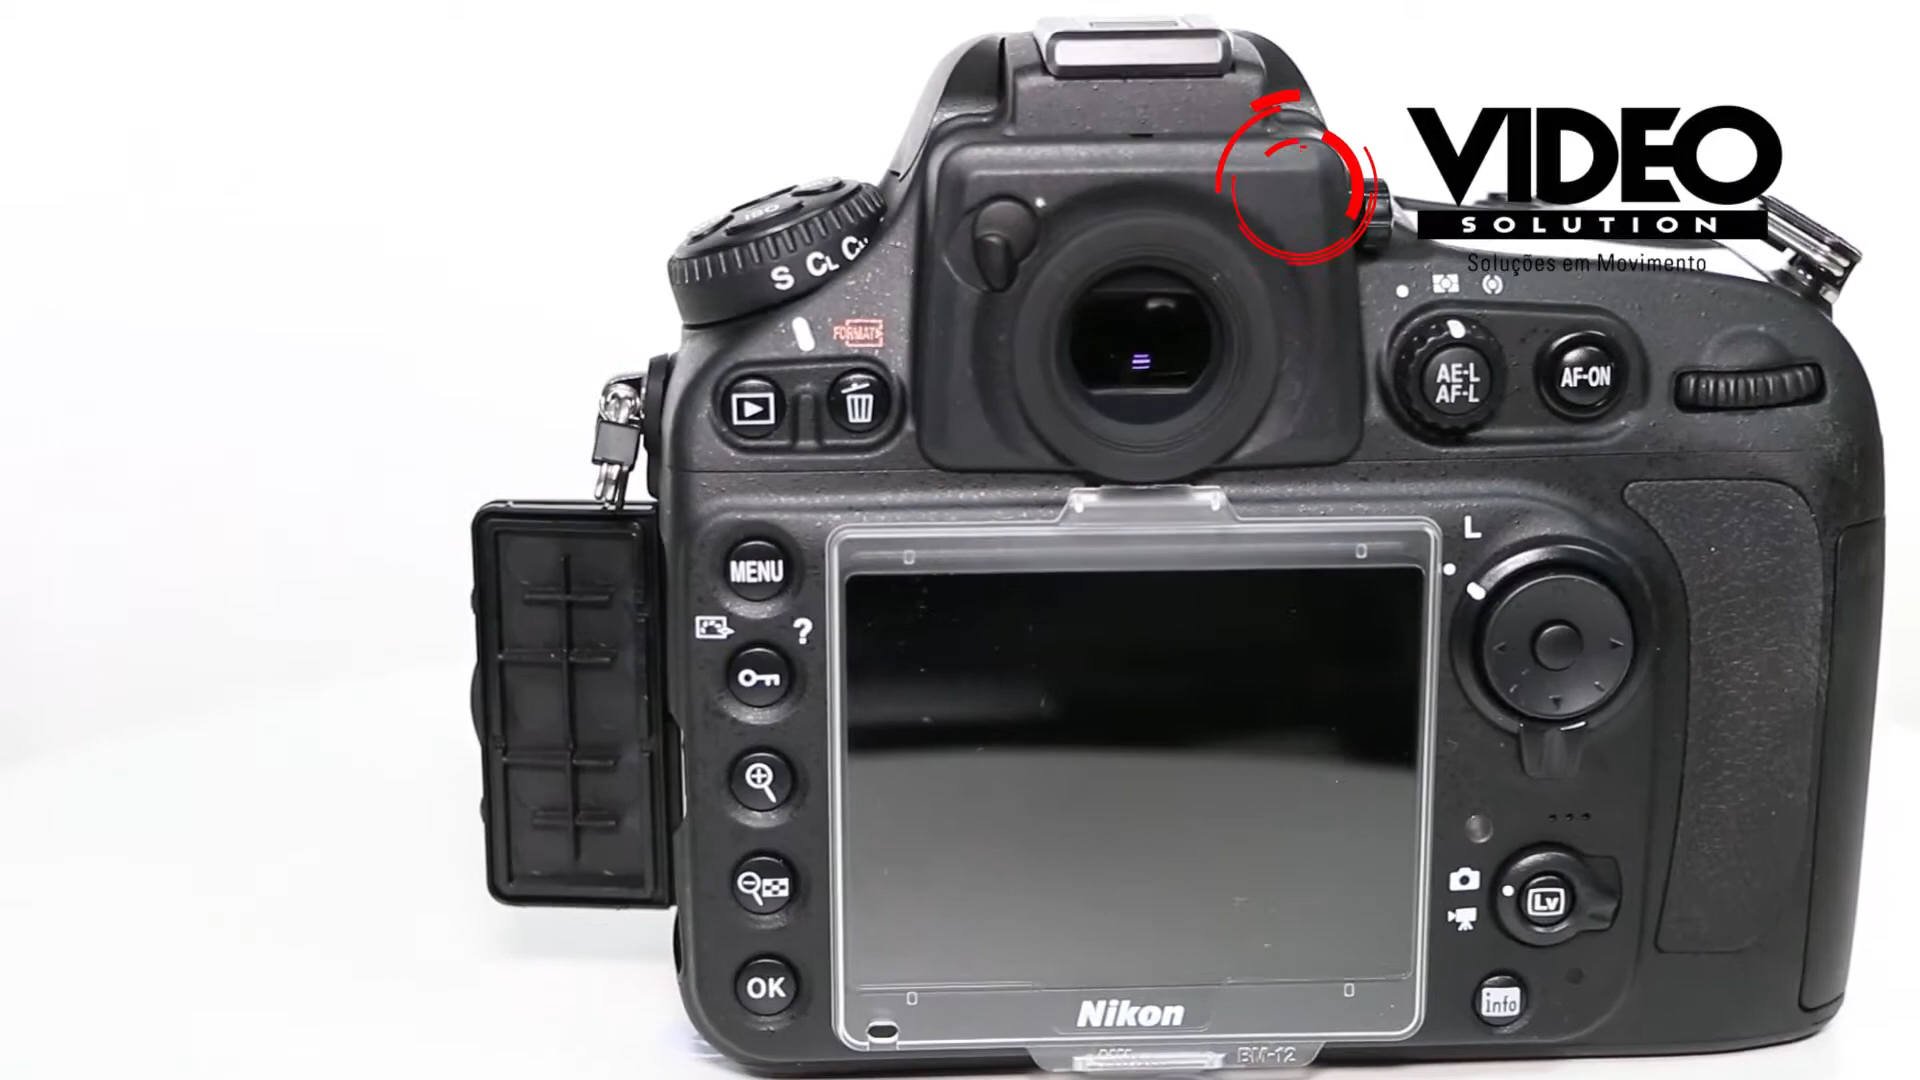 VIDEO
SOLUTION
Soluções em Movimento
ISO
S CL CH
FORMAT
AE-L
AF-L
AF-ON
MENU
L
?
OK
Lv
info
Nikon
BM-12